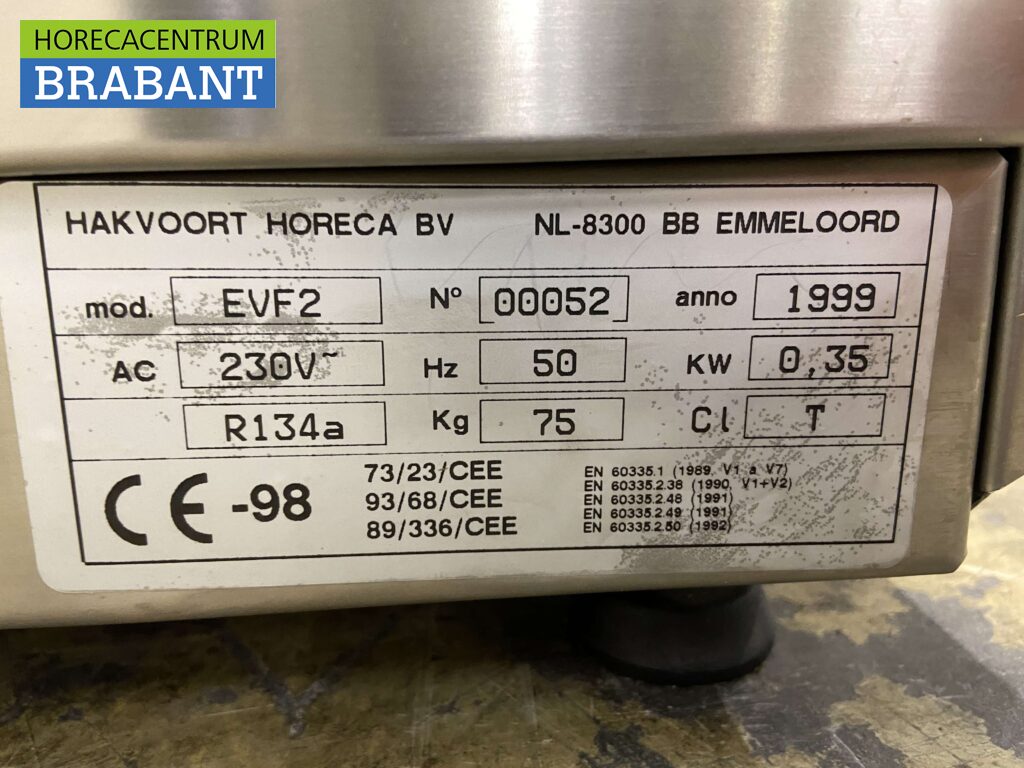 HORECACENTRUM
BRABANT
HAKVOORT HORECA BV NL-8300 BB EMMELOORD
mod. EVF2 Nº 00052 anno 1999
AC 230V~ Hz 50 KW 0,35
R134a Kg 75 Cl T
CE -98
73/23/CEE
93/68/CEE
89/336/CEE
EN 60335.1 (1989, V1 a V7)
EN 60335.2.38 (1990, V1+V2)
EN 60335.2.48 (1991)
EN 60335.2.49 (1991)
EN 60335.2.50 (1992)